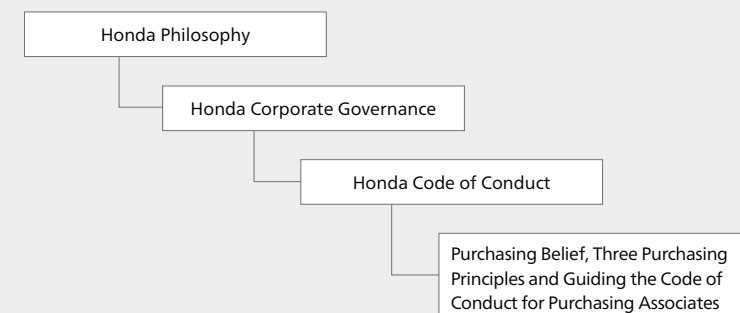 Honda Philosophy
Honda Corporate Governance
Honda Code of Conduct
Purchasing Belief, Three Purchasing
Principles and Guiding the Code of
Conduct for Purchasing Associates